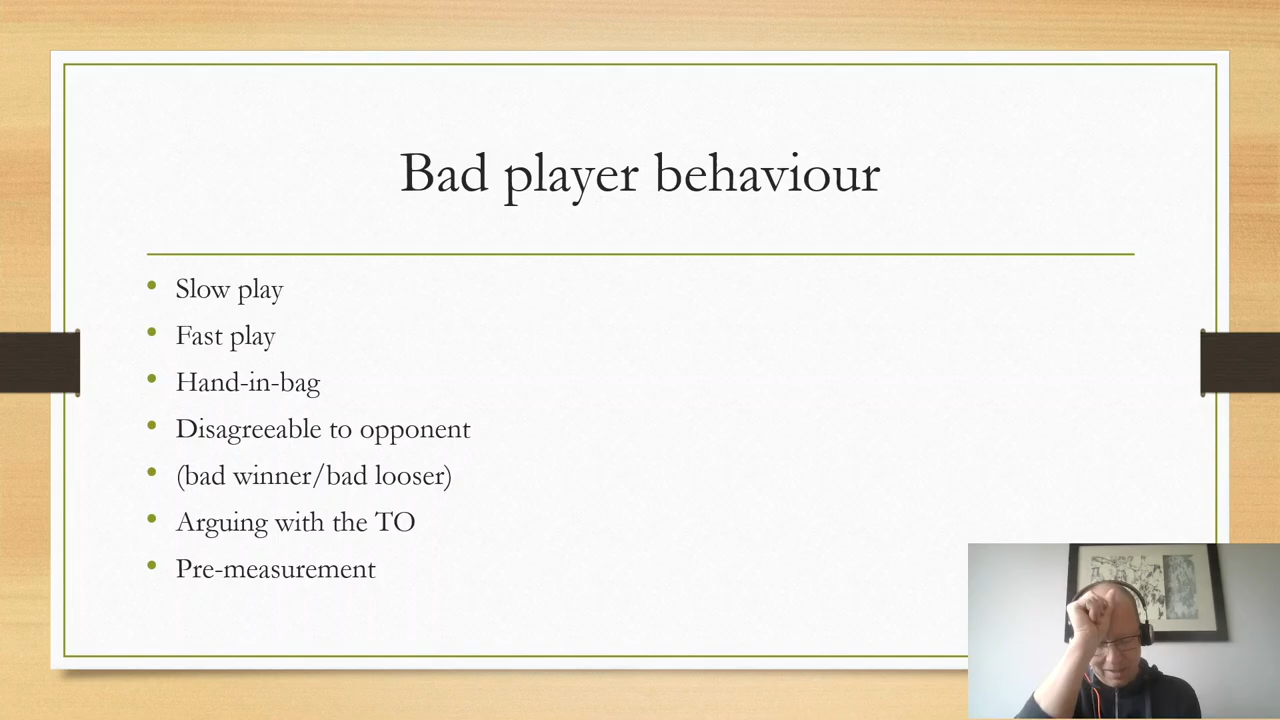 Bad player behaviour
Slow play
Fast play
Hand-in-bag
Disagreeable to opponent
(bad winner/bad looser)
Arguing with the TO
Pre-measurement